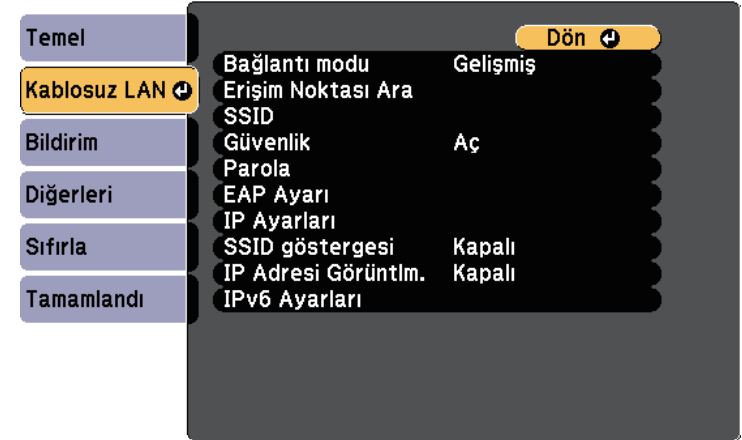 Temel
Kablosuz LAN
Bildirim
Diğerleri
Sıfırla
Tamamlandı
Dön
Bağlantı modu Gelişmiş
Erişim Noktası Ara
SSID
Güvenlik Aç
Parola
EAP Ayarı
IP Ayarları
SSID göstergesi Kapalı
IP Adresi Görüntlm. Kapalı
IPv6 Ayarları